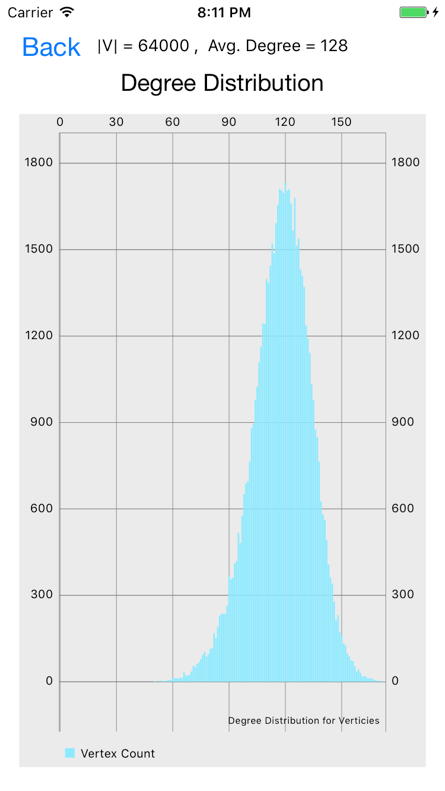 Carrier 8:11 PM
Back |V| = 64000 , Avg. Degree = 128
Degree Distribution
0 30 60 90 120 150
1800 1800
1500 1500
1200 1200
900 900
600 600
300 300
0 0
Degree Distribution for Verticies
Vertex Count